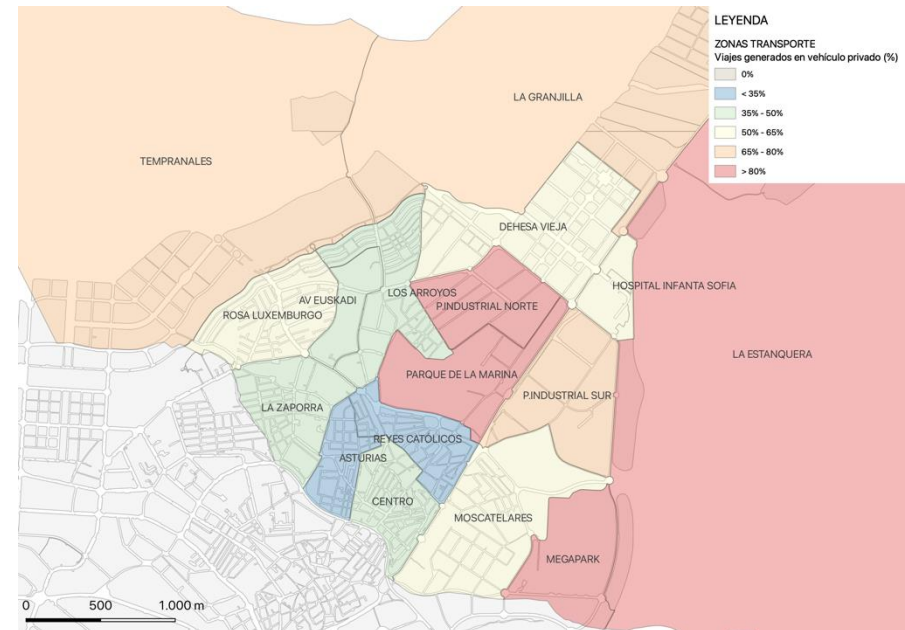 LEYENDA
ZONAS TRANSPORTE
Viajes generados en vehículo privado (%)
0%
< 35%
35% - 50%
50% - 65%
65% - 80%
> 80%
LA GRANJILLA
TEMPRANALES
DEHESA VIEJA
HOSPITAL INFANTA SOFIA
LOS ARROYOS
AV EUSKADI
P.INDUSTRIAL NORTE
ROSA LUXEMBURGO
LA ESTANQUERA
PARQUE DE LA MARINA
P.INDUSTRIAL SUR
LA ZAPORRA
REYES CATÓLICOS
ASTURIAS
CENTRO
MOSCATELARES
MEGAPARK
0 500 1.000 m